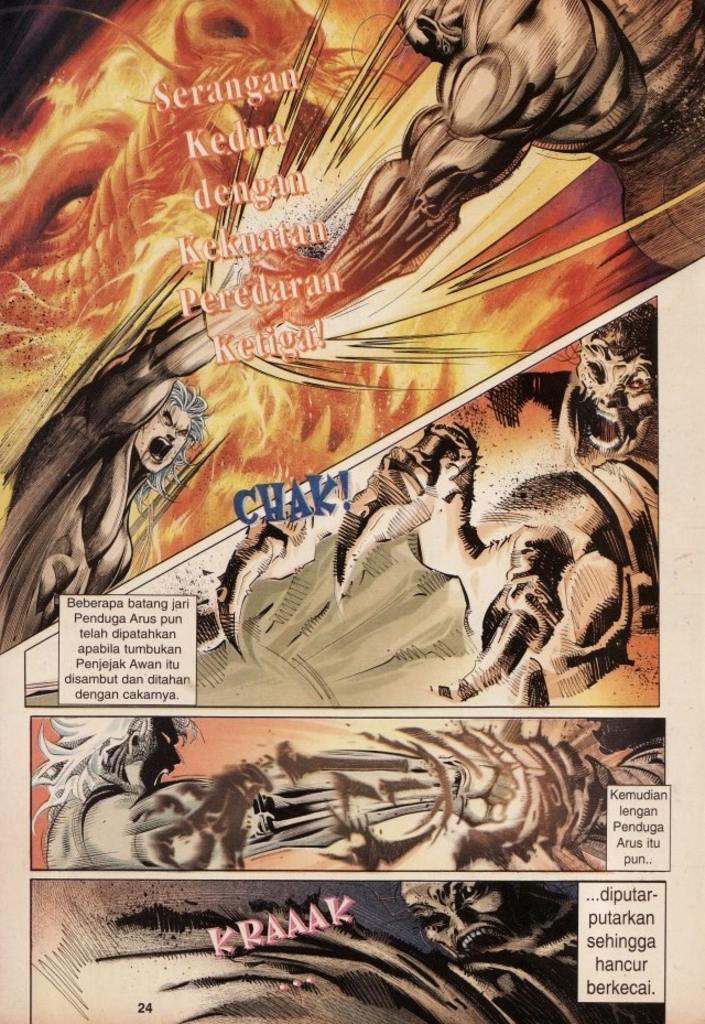 Serangan
Kedua
dengan
Kekuatan
Peredaran
Ketiga!
CHAK!
Beberapa batang jari
Penduga Arus pun
telah dipatahkan
apabila tumbukan
Penjejak Awan itu
disambut dan ditahan
dengan cakarnya.
Kemudian
lengan
Penduga
Arus itu
pun..
...diputar-
putarkan
sehingga
hancur
berkecai.
KRAAAK
...
24